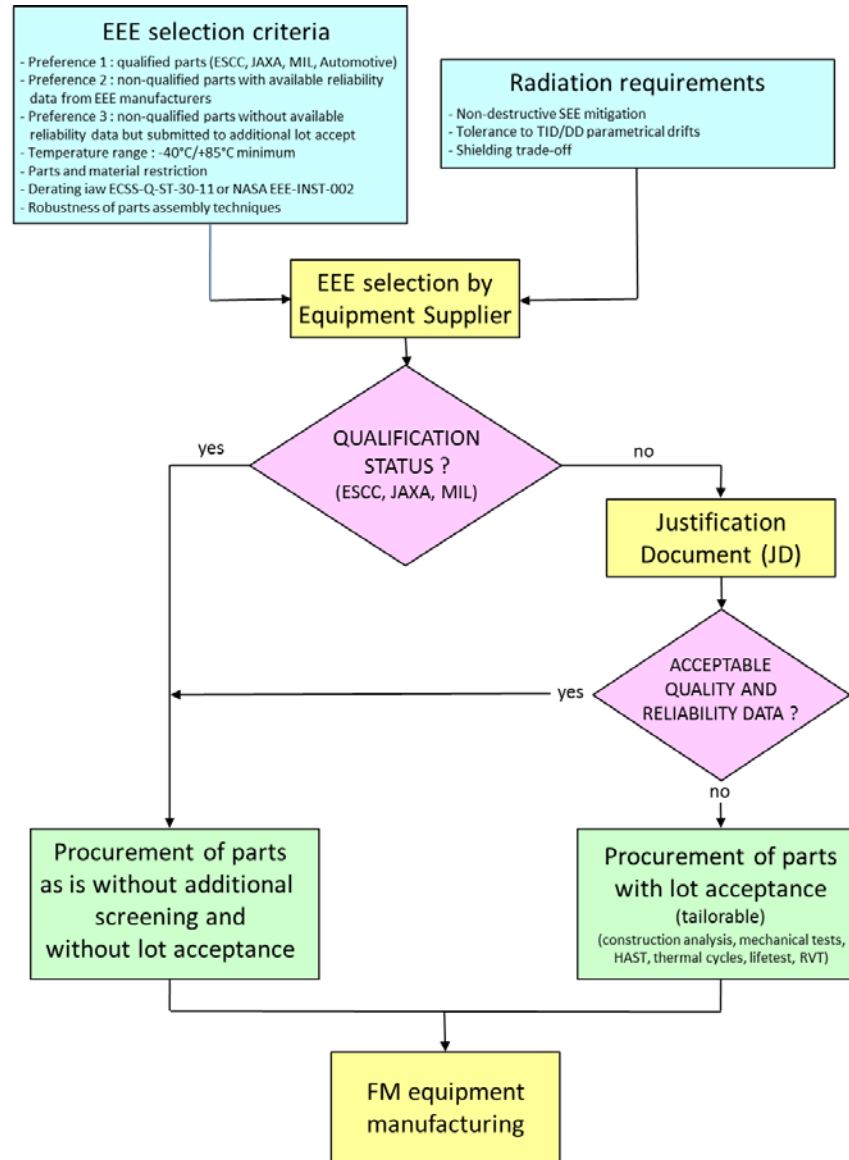 EEE selection criteria
- Preference 1 : qualified parts (ESCC, JAXA, MIL, Automotive)
- Preference 2 : non-qualified parts with available reliability
data from EEE manufacturers
- Preference 3 : non-qualified parts without available
reliability data but submitted to additional lot accept
- Temperature range : -40°C/+85°C minimum
- Parts and material restriction
- Derating iaw ECSS-Q-ST-30-11 or NASA EEE-INST-002
- Robustness of parts assembly techniques
Radiation requirements
- Non-destructive SEE mitigation
- Tolerance to TID/DD parametrical drifts
- Shielding trade-off
EEE selection by
Equipment Supplier
QUALIFICATION
STATUS ?
(ESCC, JAXA, MIL)
yes
no
Justification
Document (JD)
ACCEPTABLE
QUALITY AND
RELIABILITY DATA ?
yes
no
Procurement of parts
as is without additional
screening and
without lot acceptance
Procurement of parts
with lot acceptance
(tailorable)
(construction analysis, mechanical tests,
HAST, thermal cycles, lifetest, RVT)
FM equipment
manufacturing